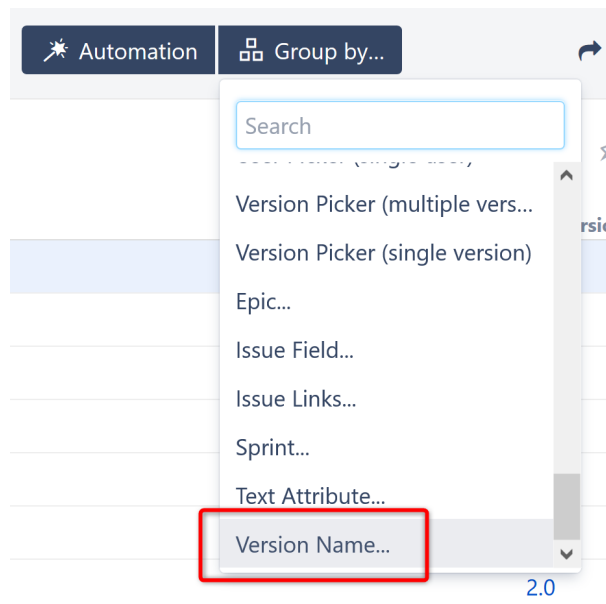 Automation
Group by...
Search
Version Picker (multiple vers...
Version Picker (single version)
Epic...
Issue Field...
Issue Links...
Sprint...
Text Attribute...
Version Name...
2.0